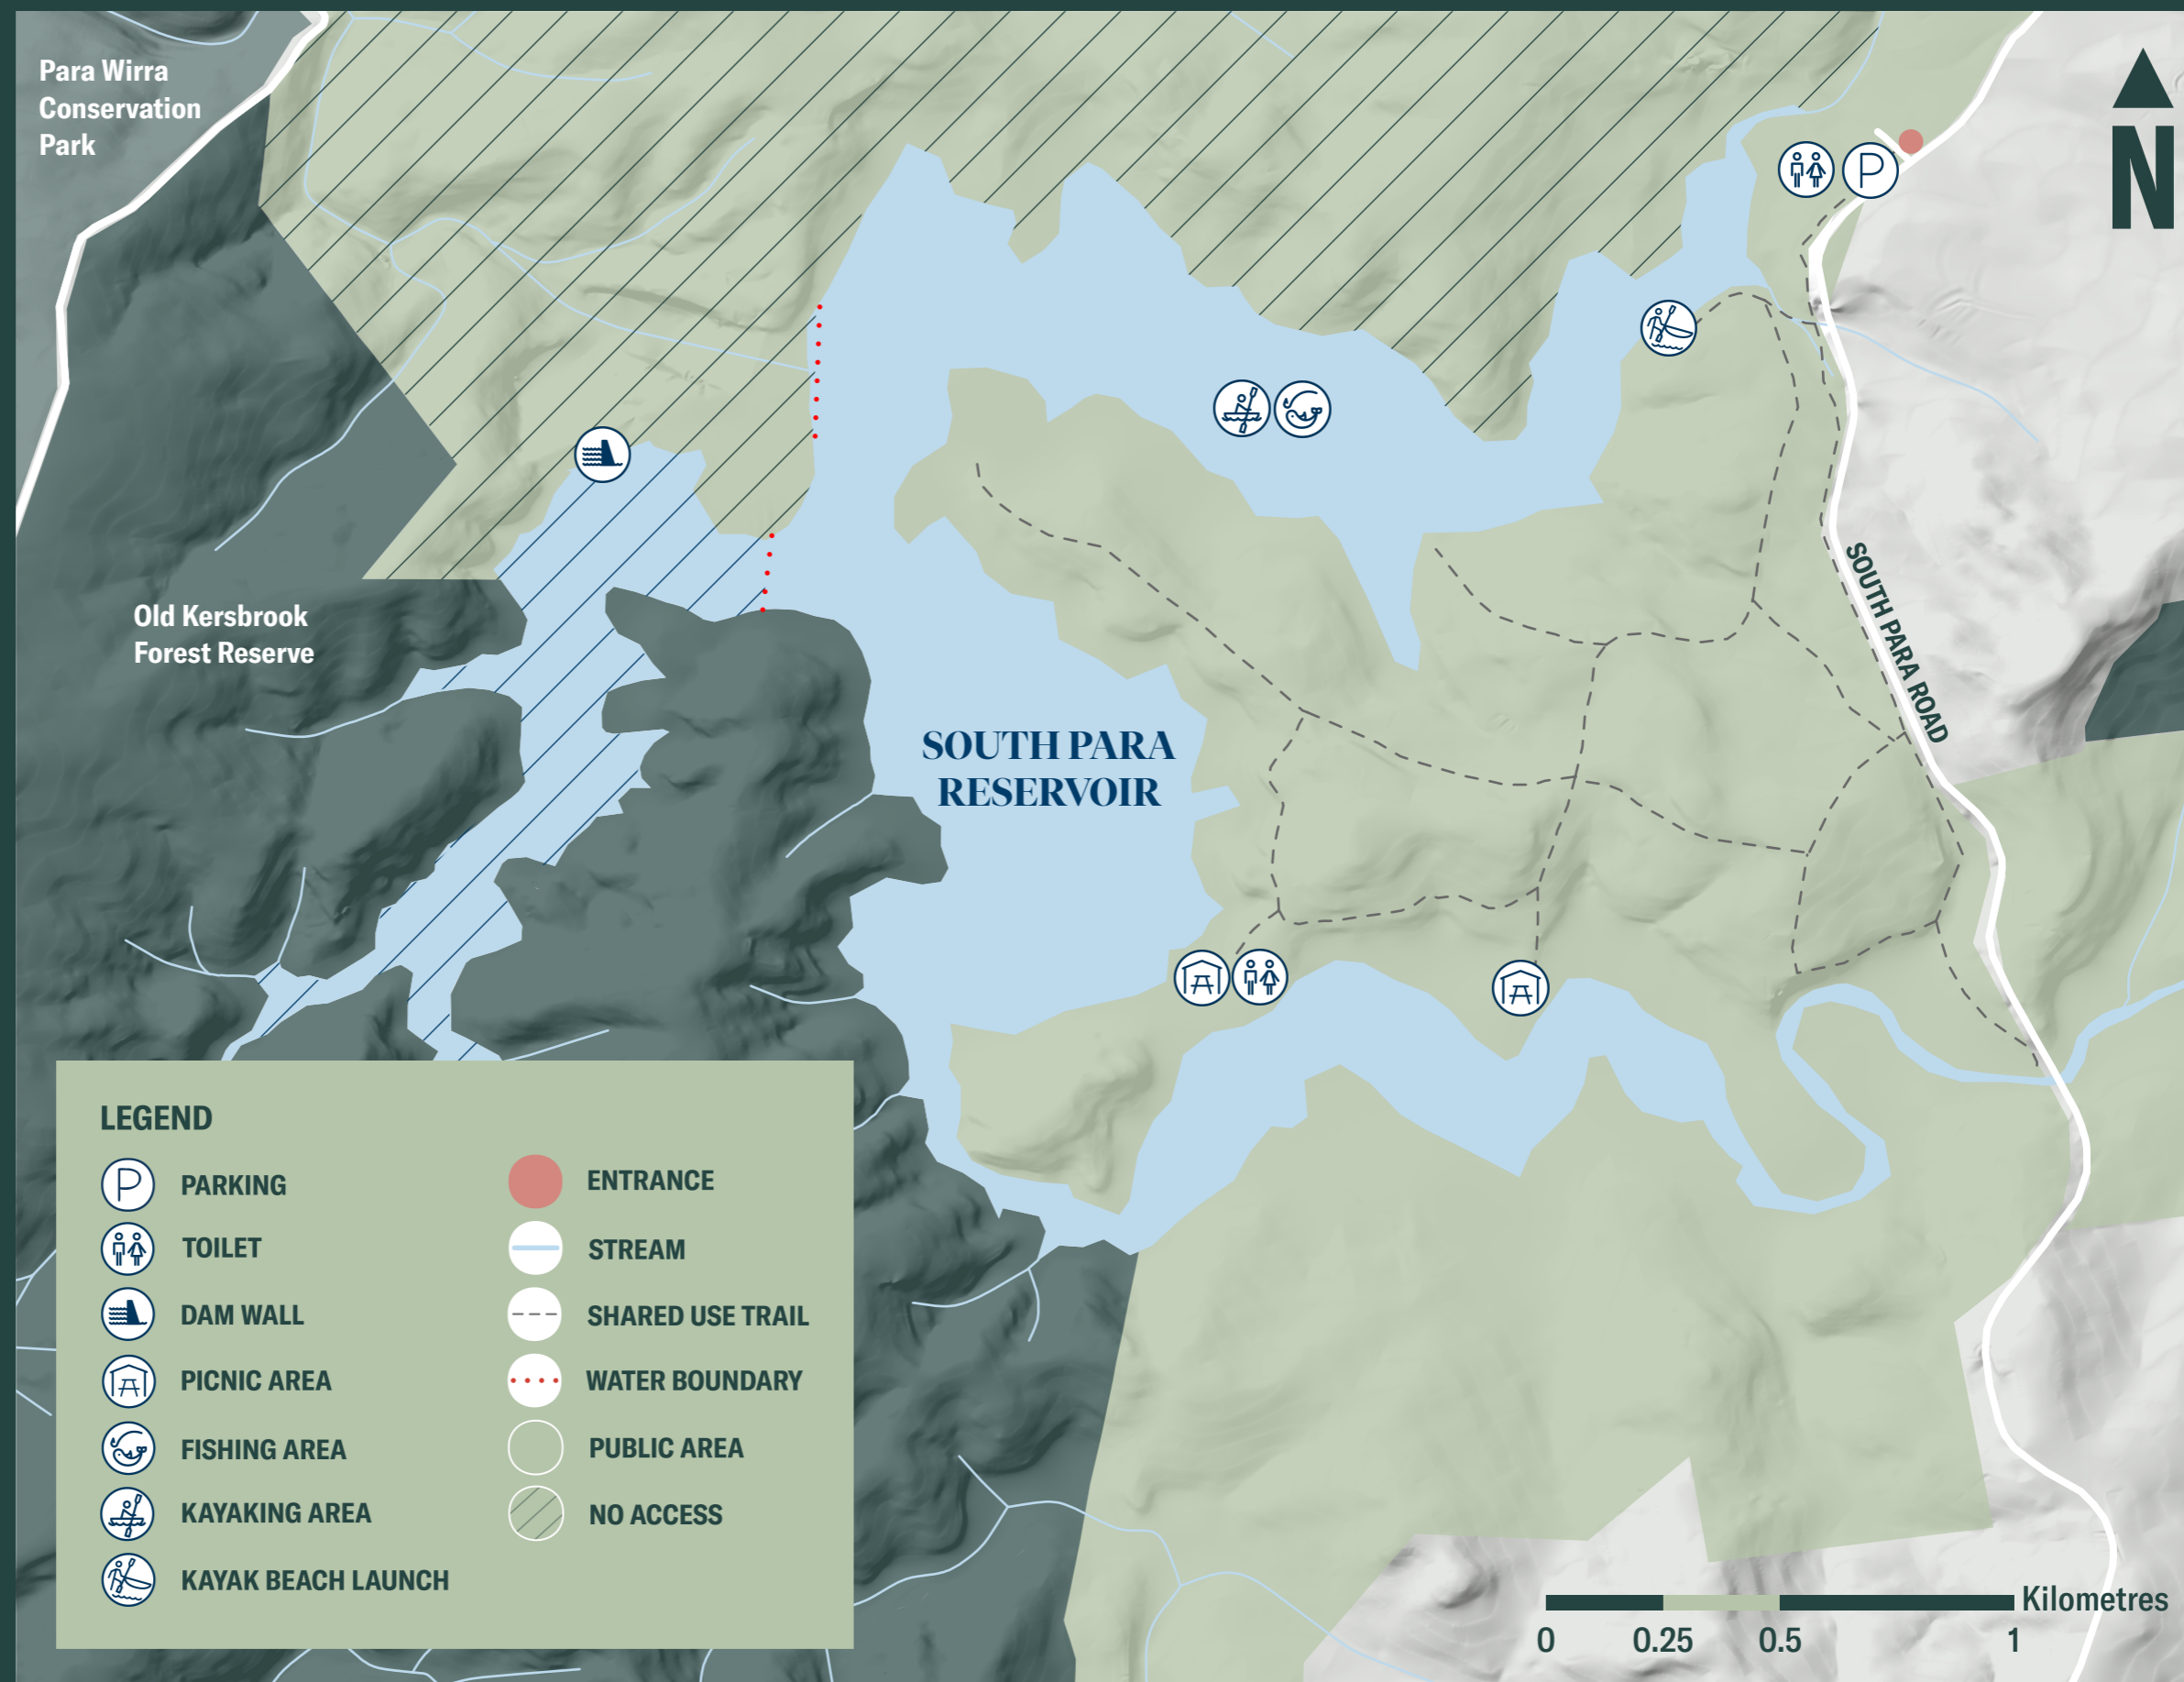 Para Wirra
Conservation
Park
N
P
Old Kersbrook
Forest Reserve
SOUTH PARA ROAD
SOUTH PARA
RESERVOIR
LEGEND
P PARKING
TOILET
DAM WALL
PICNIC AREA
FISHING AREA
KAYAKING AREA
KAYAK BEACH LAUNCH
ENTRANCE
STREAM
SHARED USE TRAIL
WATER BOUNDARY
PUBLIC AREA
NO ACCESS
Kilometres
0 0.25 0.5 1